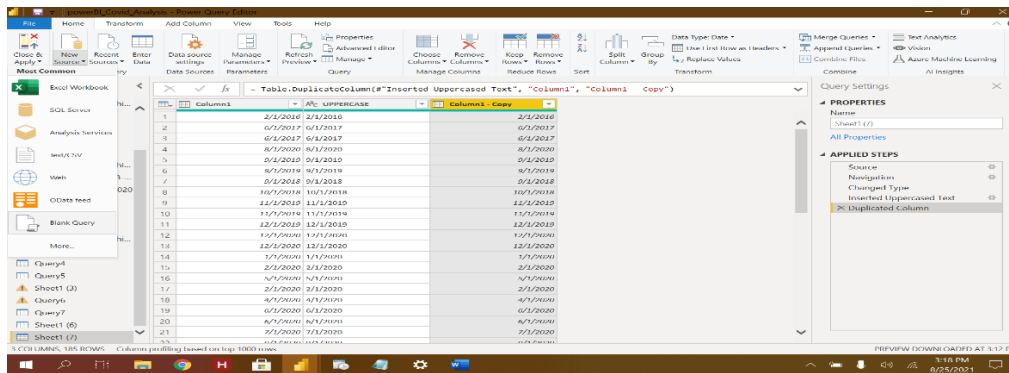 powerBI_Covid_Analysis - Power Query Editor
File Home Transform Add Column View Tools Help
Close & Apply New Source Recent Sources Enter Data Data source settings Manage Parameters Refresh Preview Properties Advanced Editor Manage Choose Columns Remove Columns Keep Rows Remove Rows Split Column Group By Data Type: Date Use First Row as Headers Replace Values Merge Queries Append Queries Combine Files Text Analytics Vision Azure Machine Learning
Most Common Data Sources Parameters Query Manage Columns Reduce Rows Sort Transform Combine AI Insights
Excel Workbook
SQL Server
Analysis Services
Text/CSV
Web
OData feed
Blank Query
More...
Query4
Query5
Sheet1 (3)
Query6
Query7
Sheet1 (6)
Sheet1 (7)
= Table.DuplicateColumn(#"Inserted Uppercased Text", "Column1", "Column1 - Copy")
Column1 UPPERCASE Column1 - Copy
1 2/1/2016 2/1/2016 2/1/2016
2 6/1/2017 6/1/2017 6/1/2017
3 6/1/2017 6/1/2017 6/1/2017
4 8/1/2020 8/1/2020 8/1/2020
5 9/1/2019 9/1/2019 9/1/2019
6 9/1/2019 9/1/2019 9/1/2019
7 9/1/2018 9/1/2018 9/1/2018
8 10/1/2018 10/1/2018 10/1/2018
9 11/1/2019 11/1/2019 11/1/2019
10 11/1/2019 11/1/2019 11/1/2019
11 12/1/2019 12/1/2019 12/1/2019
12 12/1/2020 12/1/2020 12/1/2020
13 12/1/2020 12/1/2020 12/1/2020
14 1/1/2020 1/1/2020 1/1/2020
15 2/1/2020 2/1/2020 2/1/2020
16 5/1/2020 5/1/2020 5/1/2020
17 2/1/2020 2/1/2020 2/1/2020
18 4/1/2020 4/1/2020 4/1/2020
19 6/1/2020 6/1/2020 6/1/2020
20 6/1/2020 6/1/2020 6/1/2020
21 7/1/2020 7/1/2020 7/1/2020
Query Settings
PROPERTIES
Name
Sheet1 (7)
All Properties
APPLIED STEPS
Source
Navigation
Changed Type
Inserted Uppercased Text
Duplicated Column
3 COLUMNS, 185 ROWS Column profiling based on top 1000 rows PREVIEW DOWNLOADED AT 3:12 P
3:18 PM
8/25/2021